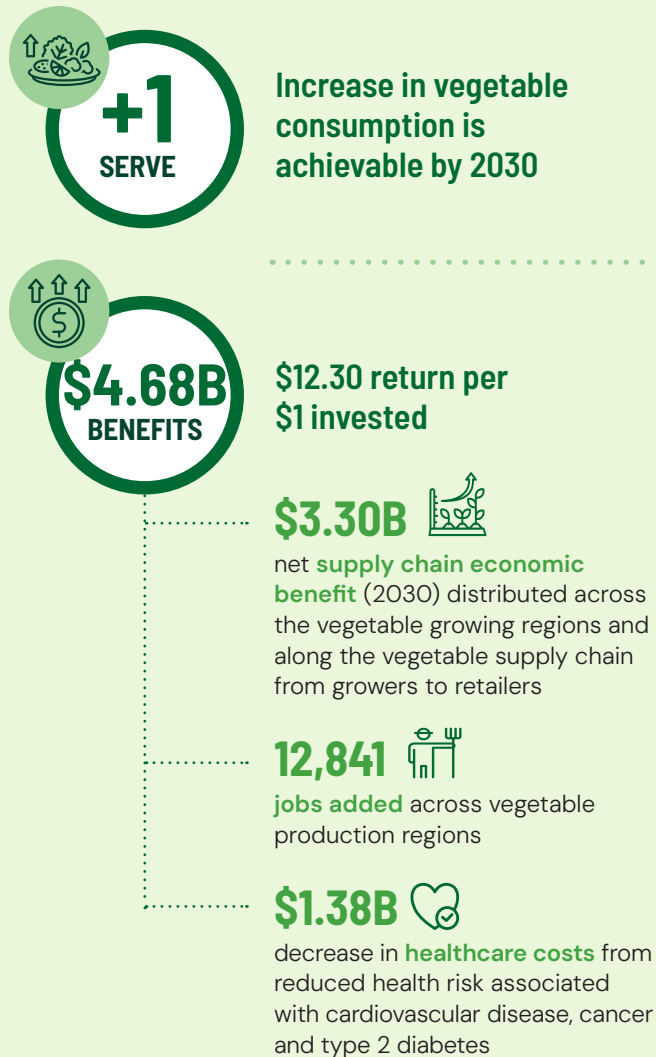 +1
SERVE
Increase in vegetable
consumption is
achievable by 2030
$4.68B
BENEFITS
$12.30 return per
$1 invested
$3.30B
net supply chain economic
benefit (2030) distributed across
the vegetable growing regions and
along the vegetable supply chain
from growers to retailers
12,841
jobs added across vegetable
production regions
$1.38B
decrease in healthcare costs from
reduced health risk associated
with cardiovascular disease, cancer
and type 2 diabetes